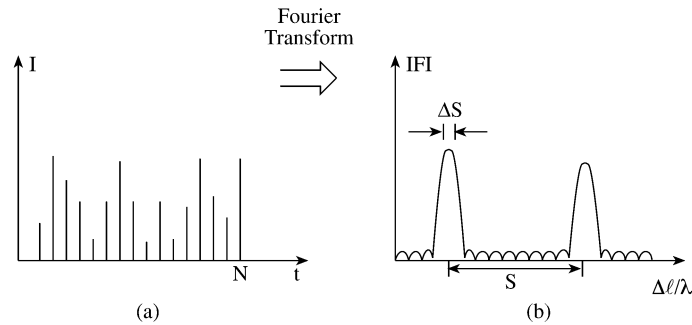 Fourier
Transform
I
N
t
(a)
IFI
ΔS
S
Δℓ/λ
(b)